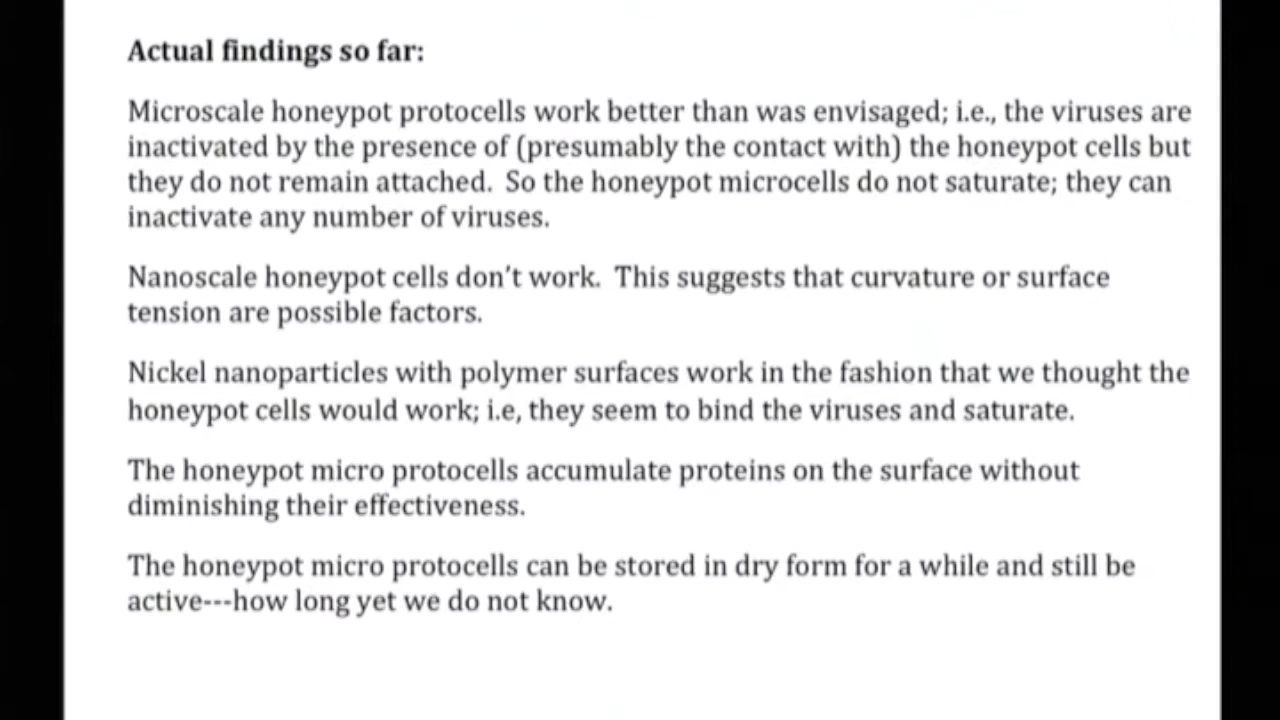 Actual findings so far:
Microscale honeypot protocells work better than was envisaged; i.e., the viruses are
inactivated by the presence of (presumably the contact with) the honeypot cells but
they do not remain attached.  So the honeypot microcells do not saturate; they can
inactivate any number of viruses.
Nanoscale honeypot cells don't work.  This suggests that curvature or surface
tension are possible factors.
Nickel nanoparticles with polymer surfaces work in the fashion that we thought the
honeypot cells would work; i.e, they seem to bind the viruses and saturate.
The honeypot micro protocells accumulate proteins on the surface without
diminishing their effectiveness.
The honeypot micro protocells can be stored in dry form for a while and still be
active---how long yet we do not know.